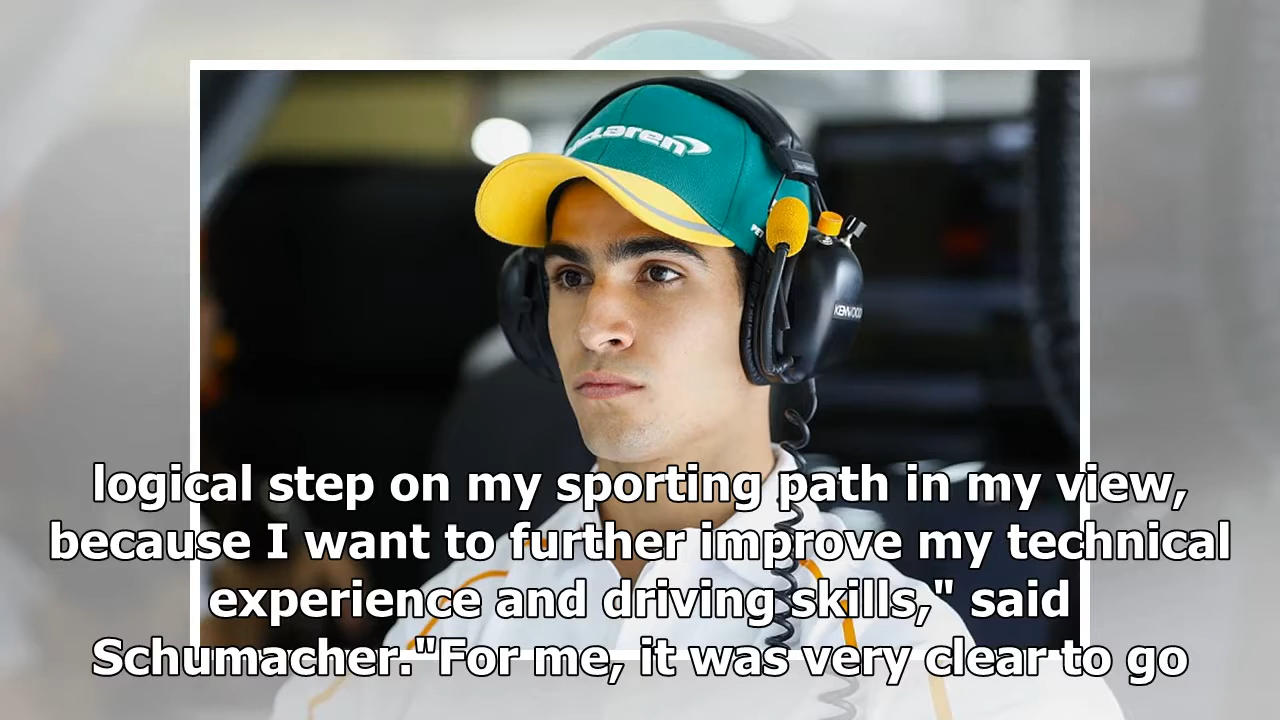 McLaren
KENWOOD
logical step on my sporting path in my view,
because I want to further improve my technical
experience and driving skills," said
Schumacher."For me, it was very clear to go